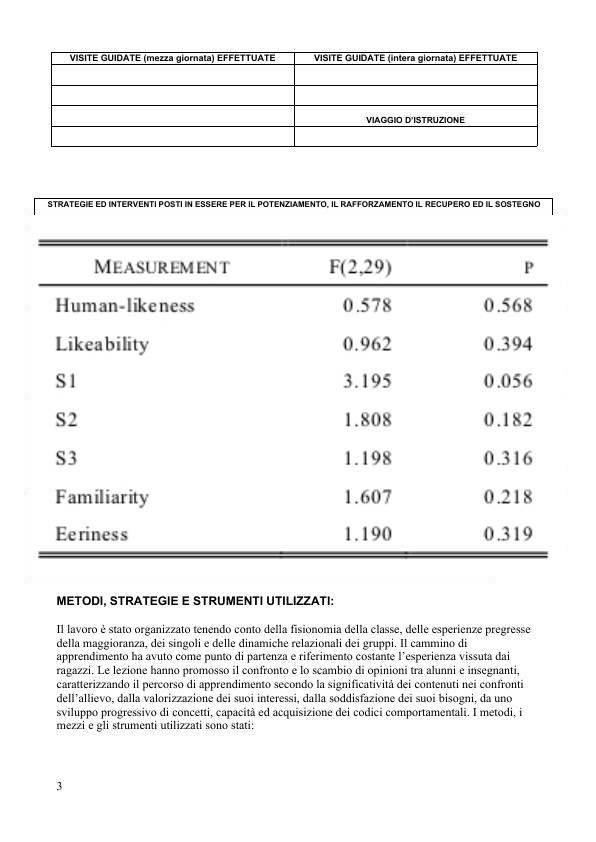 VISITE GUIDATE (mezza giornata) EFFETTUATE VISITE GUIDATE (intera giornata) EFFETTUATE
VIAGGIO D'ISTRUZIONE
STRATEGIE ED INTERVENTI POSTI IN ESSERE PER IL POTENZIAMENTO, IL RAFFORZAMENTO IL RECUPERO ED IL SOSTEGNO
MEASUREMENT F(2,29) P
Human-likeness 0.578 0.568
Likeability 0.962 0.394
S1 3.195 0.056
S2 1.808 0.182
S3 1.198 0.316
Familiarity 1.607 0.218
Eeriness 1.190 0.319
METODI, STRATEGIE E STRUMENTI UTILIZZATI:
Il lavoro è stato organizzato tenendo conto della fisionomia della classe, delle esperienze pregresse
della maggioranza, dei singoli e delle dinamiche relazionali dei gruppi. Il cammino di
apprendimento ha avuto come punto di partenza e riferimento costante l'esperienza vissuta dai
ragazzi. Le lezione hanno promosso il confronto e lo scambio di opinioni tra alunni e insegnanti,
caratterizzando il percorso di apprendimento secondo la significatività dei contenuti nei confronti
dell'allievo, dalla valorizzazione dei suoi interessi, dalla soddisfazione dei suoi bisogni, da uno
sviluppo progressivo di concetti, capacità ed acquisizione dei codici comportamentali. I metodi, i
mezzi e gli strumenti utilizzati sono stati:
3